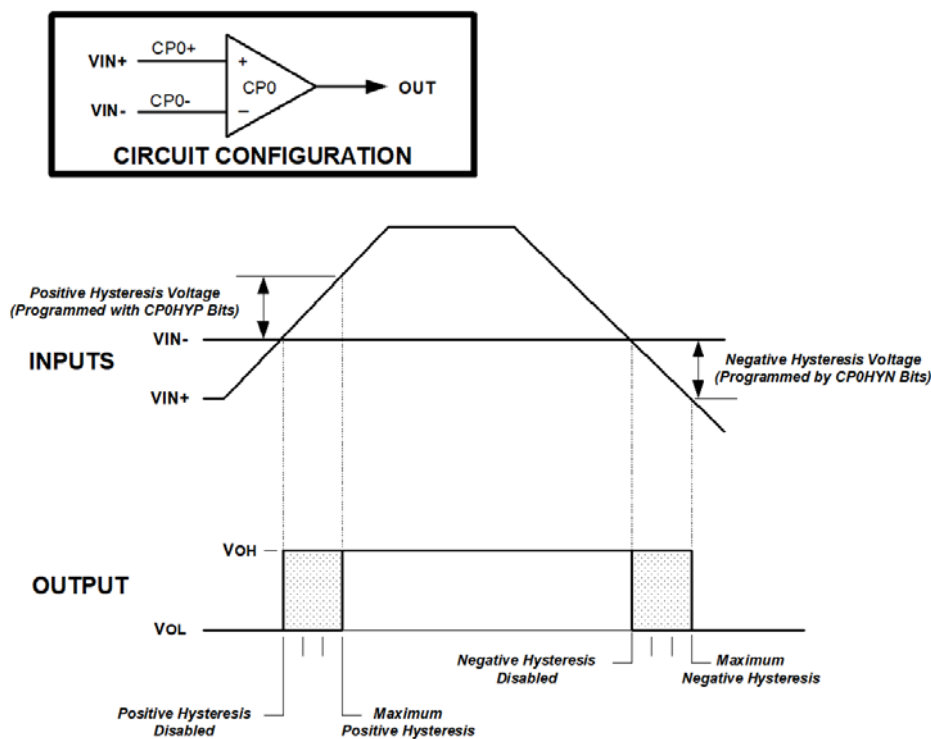 VIN+
CP0+
+
CP0
OUT
VIN-
CP0-
–
CIRCUIT CONFIGURATION
Positive Hysteresis Voltage
(Programmed with CP0HYP Bits)
VIN-
INPUTS
Negative Hysteresis Voltage
(Programmed by CP0HYN Bits)
VIN+
VOH
OUTPUT
VOL
Negative Hysteresis
Disabled
Maximum
Negative Hysteresis
Positive Hysteresis
Disabled
Maximum
Positive Hysteresis